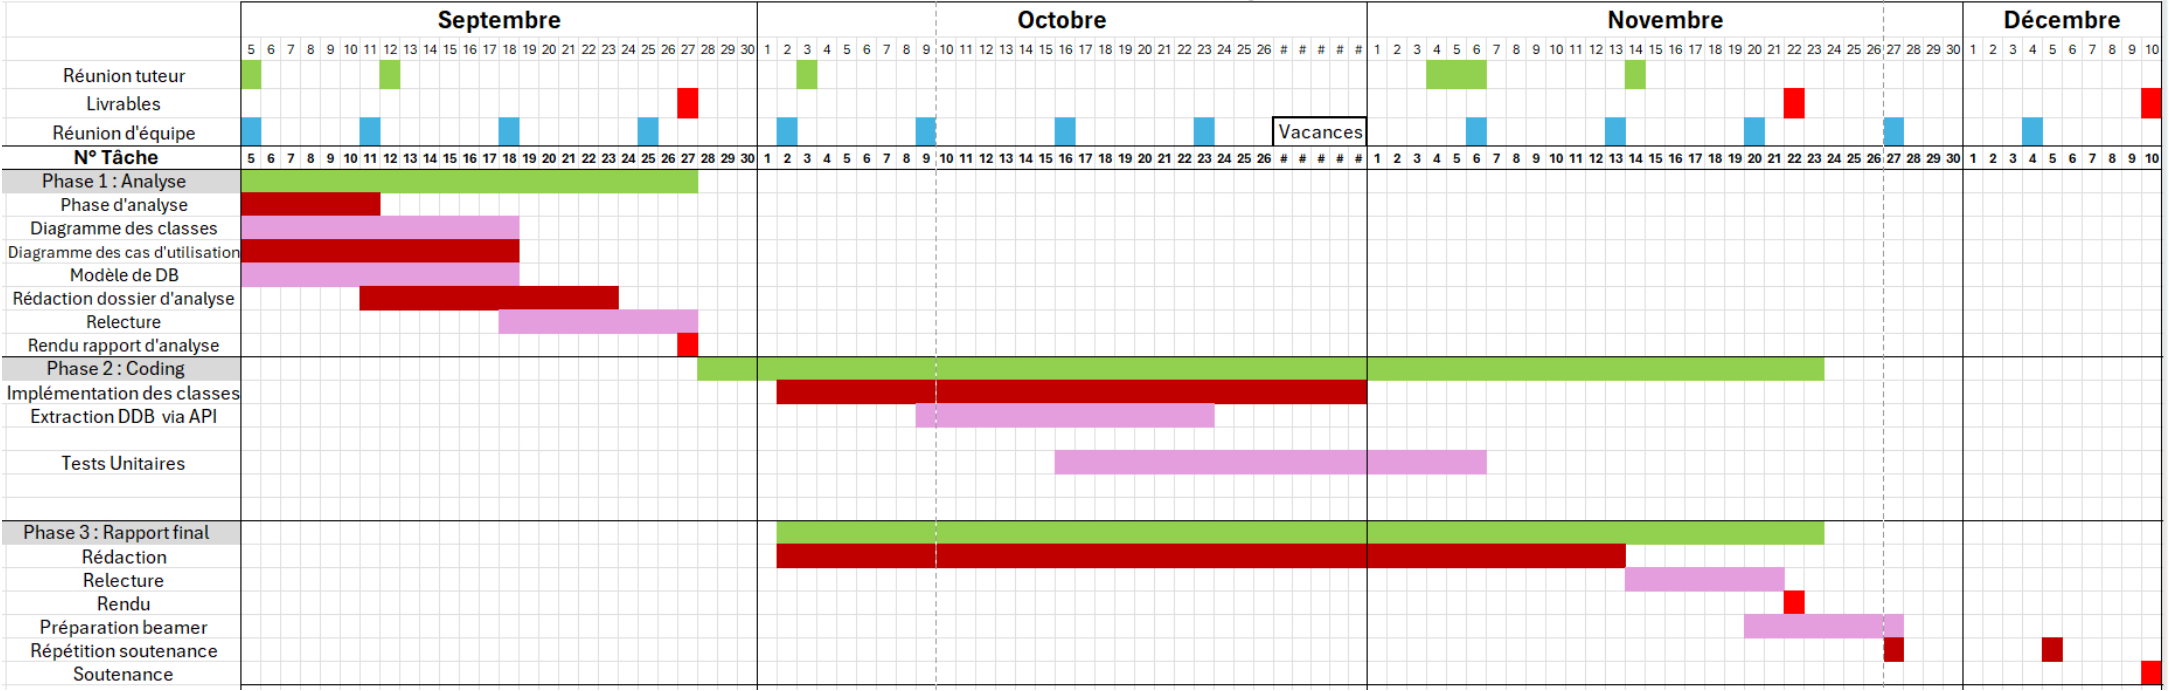 Septembre Octobre Novembre Décembre
5 6 7 8 9 10 11 12 13 14 15 16 17 18 19 20 21 22 23 24 25 26 27 28 29 30 1 2 3 4 5 6 7 8 9 10 11 12 13 14 15 16 17 18 19 20 21 22 23 24 25 26 # # # # # 1 2 3 4 5 6 7 8 9 10 11 12 13 14 15 16 17 18 19 20 21 22 23 24 25 26 27 28 29 30 1 2 3 4 5 6 7 8 9 10
Réunion tuteur
Livrables
Réunion d'équipe Vacances
N° Tâche 5 6 7 8 9 10 11 12 13 14 15 16 17 18 19 20 21 22 23 24 25 26 27 28 29 30 1 2 3 4 5 6 7 8 9 10 11 12 13 14 15 16 17 18 19 20 21 22 23 24 25 26 # # # # # 1 2 3 4 5 6 7 8 9 10 11 12 13 14 15 16 17 18 19 20 21 22 23 24 25 26 27 28 29 30 1 2 3 4 5 6 7 8 9 10
Phase 1 : Analyse
Phase d'analyse
Diagramme des classes
Diagramme des cas d'utilisation
Modèle de DB
Rédaction dossier d'analyse
Relecture
Rendu rapport d'analyse
Phase 2 : Coding
Implémentation des classes
Extraction DDB via API
Tests Unitaires
Phase 3 : Rapport final
Rédaction
Relecture
Rendu
Préparation beamer
Répétition soutenance
Soutenance